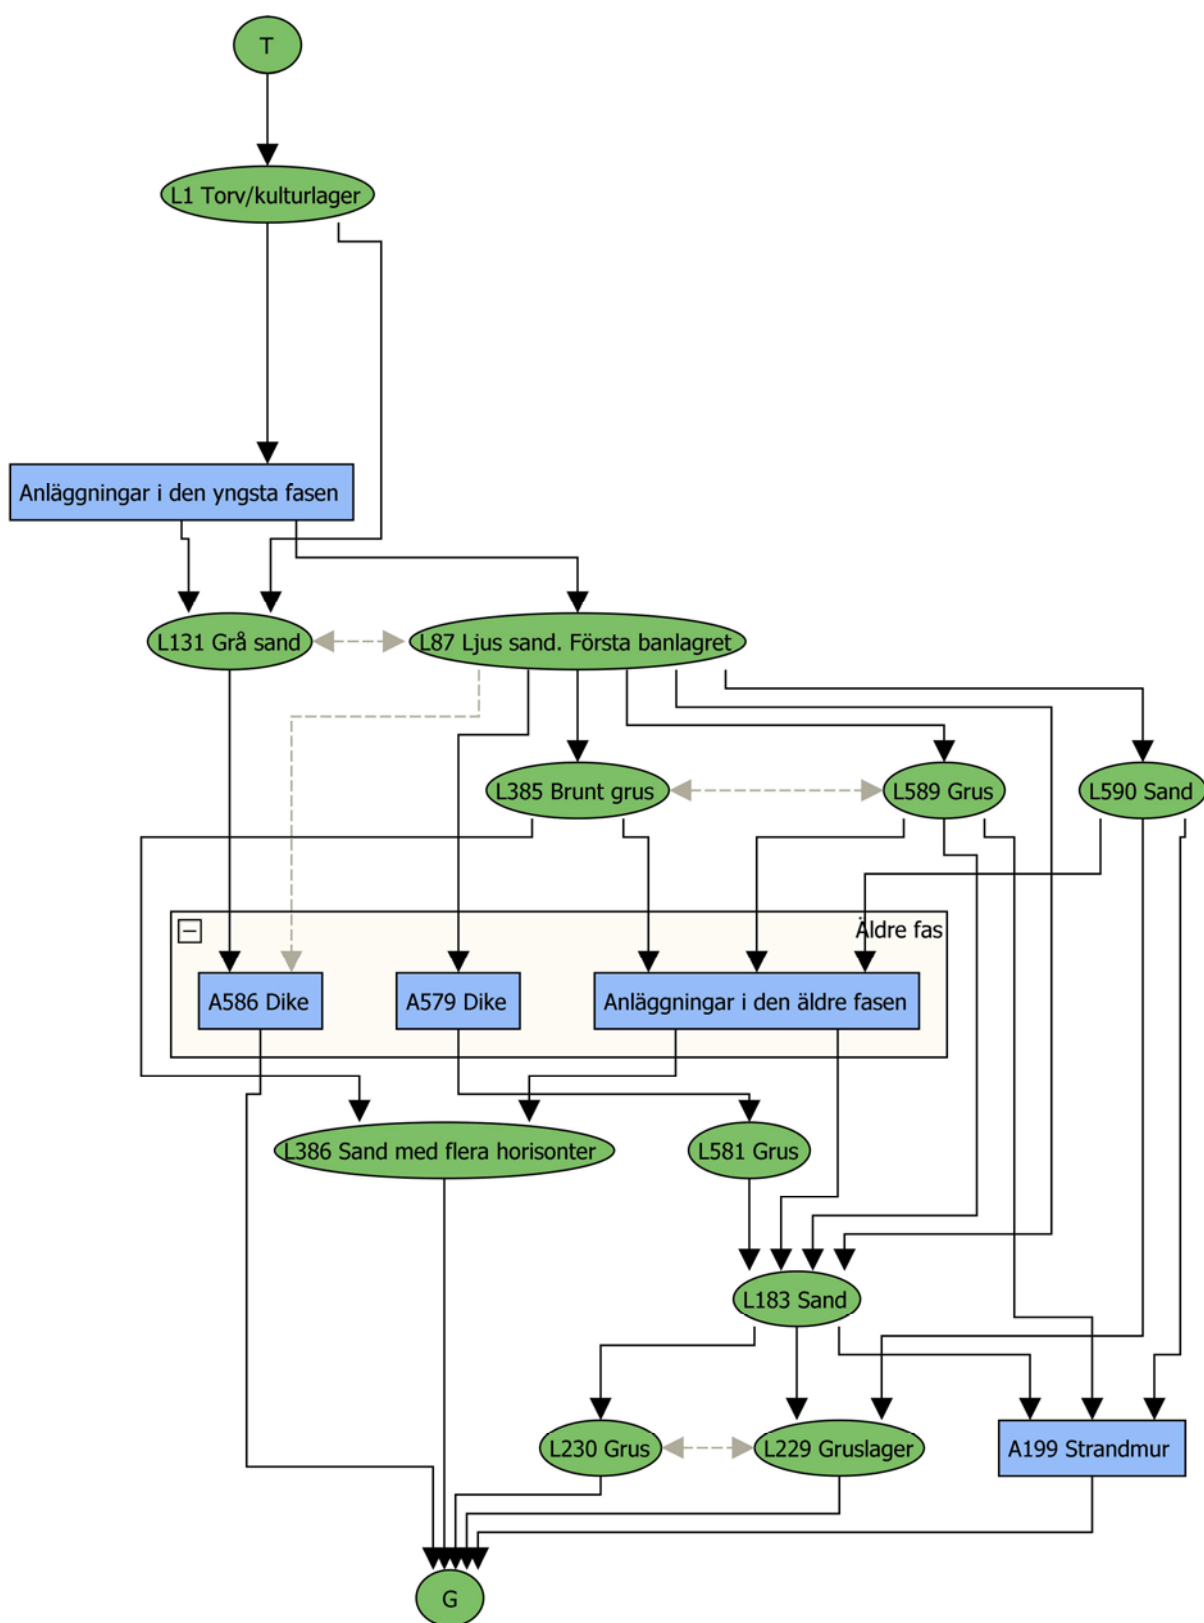 T
L1 Torv/kulturlager
Anläggningar i den yngsta fasen
L131 Grå sand
L87 Ljus sand. Första banlagret
L385 Brunt grus
L589 Grus
L590 Sand
Äldre fas
A586 Dike
A579 Dike
Anläggningar i den äldre fasen
L386 Sand med flera horisonter
L581 Grus
L183 Sand
L230 Grus
L229 Gruslager
A199 Strandmur
G